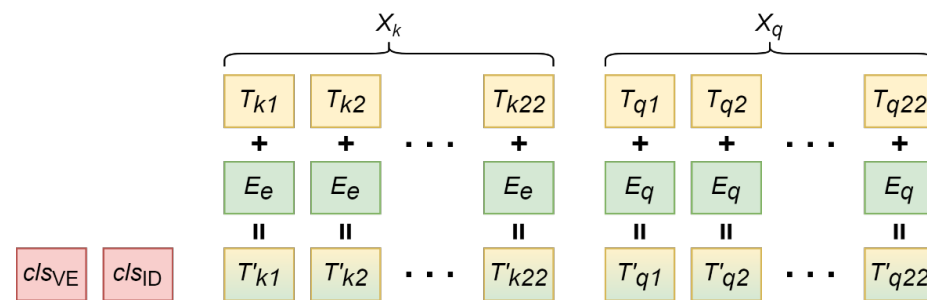 X_k X_q
T_k1 T_k2 T_k22 T_q1 T_q2 T_q22
+ + . . . + + + . . . +
E_e E_e E_e E_q E_q E_q
= = = = = =
cls_VE cls_ID T'_k1 T'_k2 . . . T'_k22 T'_q1 T'_q2 . . . T'_q22